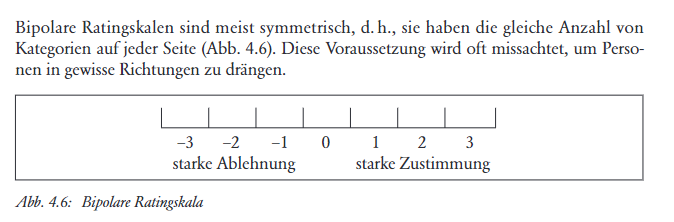 Bipolare Ratingskalen sind meist symmetrisch, d. h., sie haben die gleiche Anzahl von
Kategorien auf jeder Seite (Abb. 4.6). Diese Voraussetzung wird oft missachtet, um Perso-
nen in gewisse Richtungen zu drängen.
–3 –2 –1 0 1 2 3
starke Ablehnung starke Zustimmung
Abb. 4.6: Bipolare Ratingskala